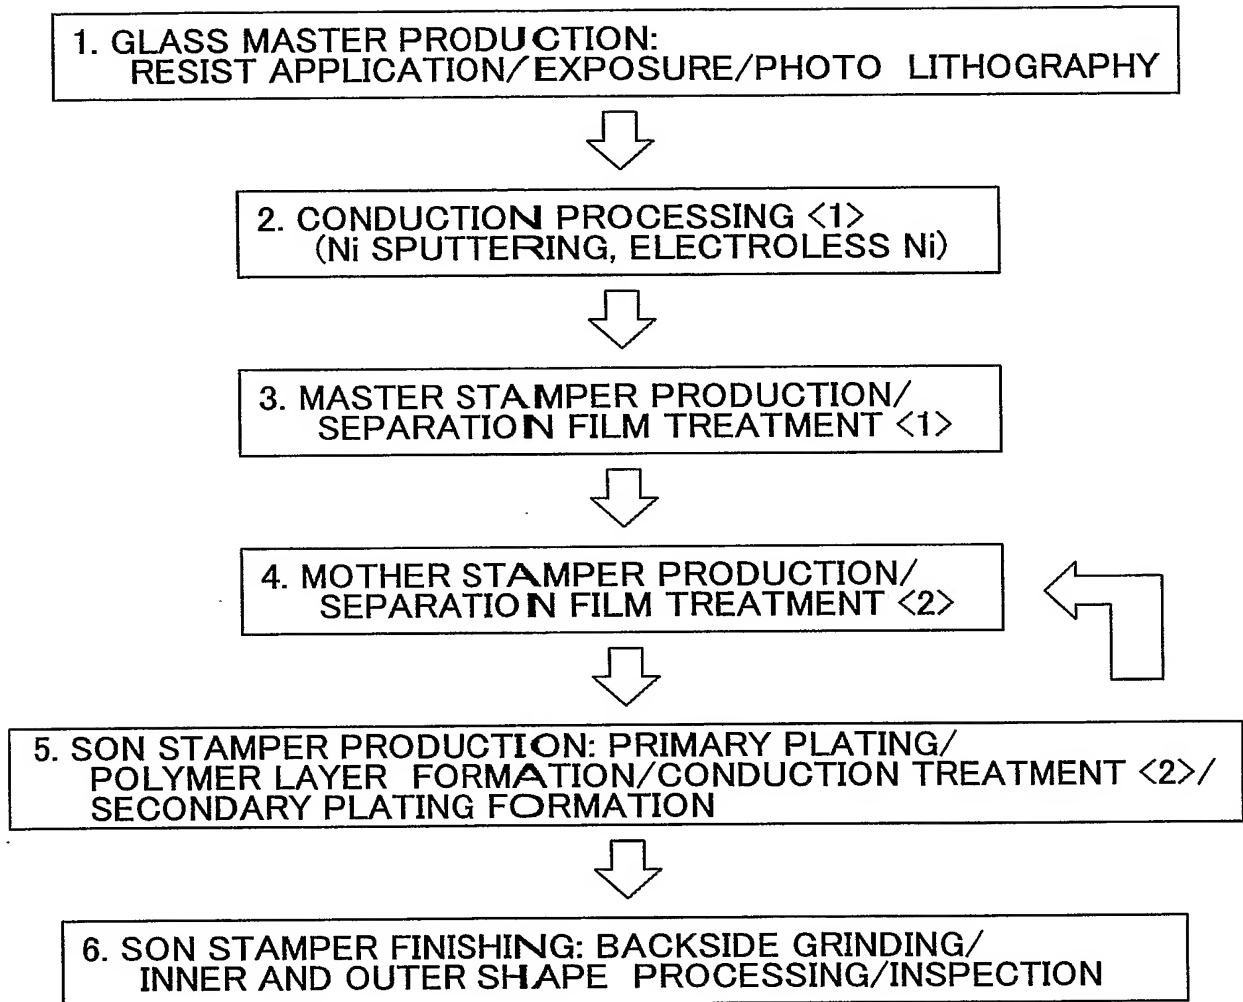 1. GLASS MASTER PRODUCTION:
RESIST APPLICATION/EXPOSURE/PHOTO LITHOGRAPHY
2. CONDUCTION PROCESSING <1>
(Ni SPUTTERING, ELECTROLESS Ni)
3. MASTER STAMPER PRODUCTION/
SEPARATION FILM TREATMENT <1>
4. MOTHER STAMPER PRODUCTION/
SEPARATION FILM TREATMENT <2>
5. SON STAMPER PRODUCTION: PRIMARY PLATING/
POLYMER LAYER FORMATION/CONDUCTION TREATMENT <2>/
SECONDARY PLATING FORMATION
6. SON STAMPER FINISHING: BACKSIDE GRINDING/
INNER AND OUTER SHAPE PROCESSING/INSPECTION